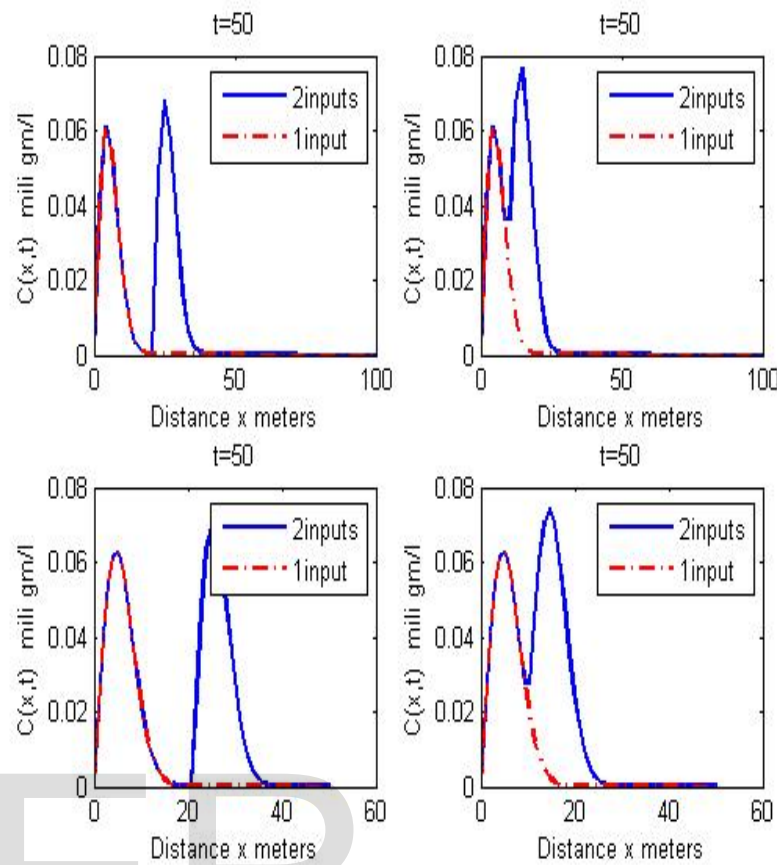 t=50
C(x,t) mili gm/l
0.08
0.06
0.04
0.02
0
2inputs
1input
0 50 100
Distance x meters
t=50
C(x,t) mili gm/l
0.08
0.06
0.04
0.02
0
2inputs
1input
0 50 100
Distance x meters
t=50
C(x,t) mili gm/l
0.08
0.06
0.04
0.02
0
2inputs
1input
0 20 40 60
Distance x meters
t=50
C(x,t) mili gm/l
0.08
0.06
0.04
0.02
0
2inputs
1input
0 20 40 60
Distance x meters